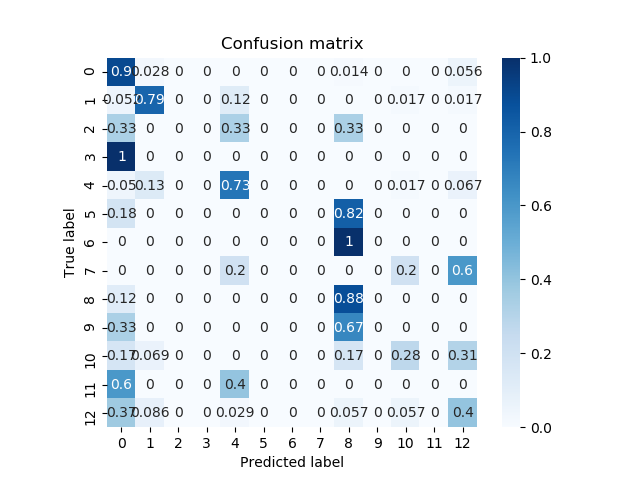 Confusion matrix
0 0.9 0.028 0 0 0 0 0 0 0.014 0 0 0 0.056
1 0.79 0 0 0.12 0 0 0 0 0 0.017 0 0.017
2 0.33 0 0 0 0.33 0 0 0 0.33 0 0 0 0
3 1 0 0 0 0 0 0 0 0 0 0 0 0
4 0.05 0.13 0 0 0.73 0 0 0 0 0 0.017 0 0.067
5 0.18 0 0 0 0 0 0 0 0.82 0 0 0 0
6 0 0 0 0 0 0 0 0 1 0 0 0 0
7 0 0 0 0 0.2 0 0 0 0 0 0.2 0 0.6
8 0.12 0 0 0 0 0 0 0 0.88 0 0 0 0
9 0.33 0 0 0 0 0 0 0 0.67 0 0 0 0
10 0.17 0.069 0 0 0 0 0 0 0.17 0 0.28 0 0.31
11 0.6 0 0 0 0.4 0 0 0 0 0 0 0 0
12 0.37 0.086 0 0 0.029 0 0 0 0.057 0 0.057 0 0.4
0 1 2 3 4 5 6 7 8 9 10 11 12
Predicted label
True label
1.0
0.8
0.6
0.4
0.2
0.0